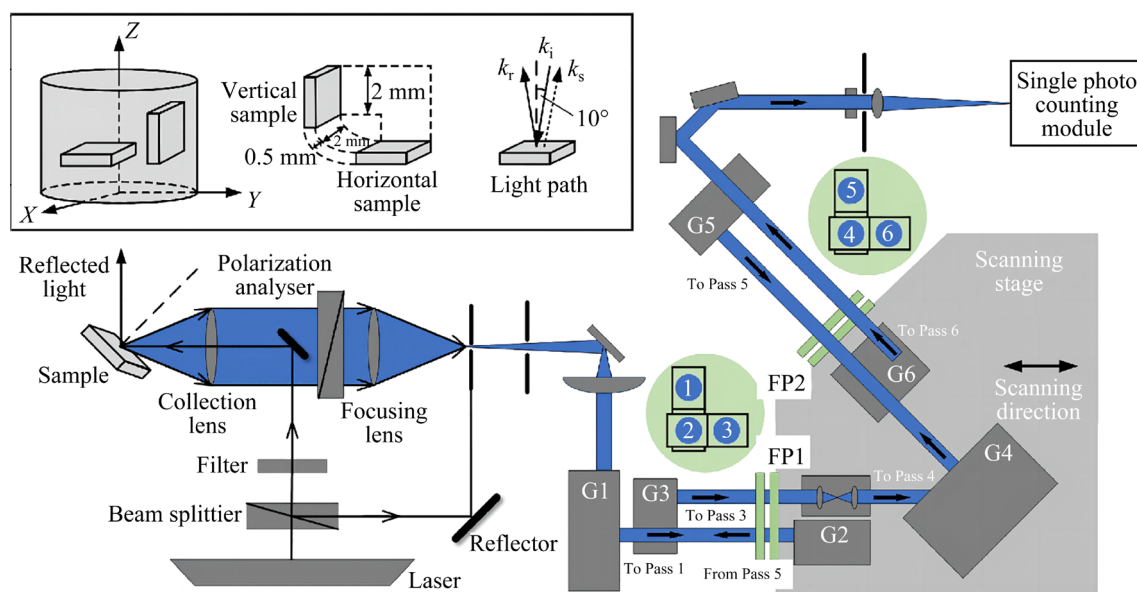 Z
X
Y
Vertical
sample
2 mm
0.5 mm
2 mm
Horizontal
sample
kr
ki
ks
10°
Light path
Single photo
counting
module
Reflected
light
Polarization
analyser
Sample
Collection
lens
Focusing
lens
Filter
Beam splittier
Reflector
Laser
G1
G3
To Pass 3
To Pass 1
From Pass 5
G2
FP1
FP2
1
2
3
To Pass 4
G4
G5
To Pass 5
To Pass 6
G6
5
4
6
Scanning
stage
Scanning
direction